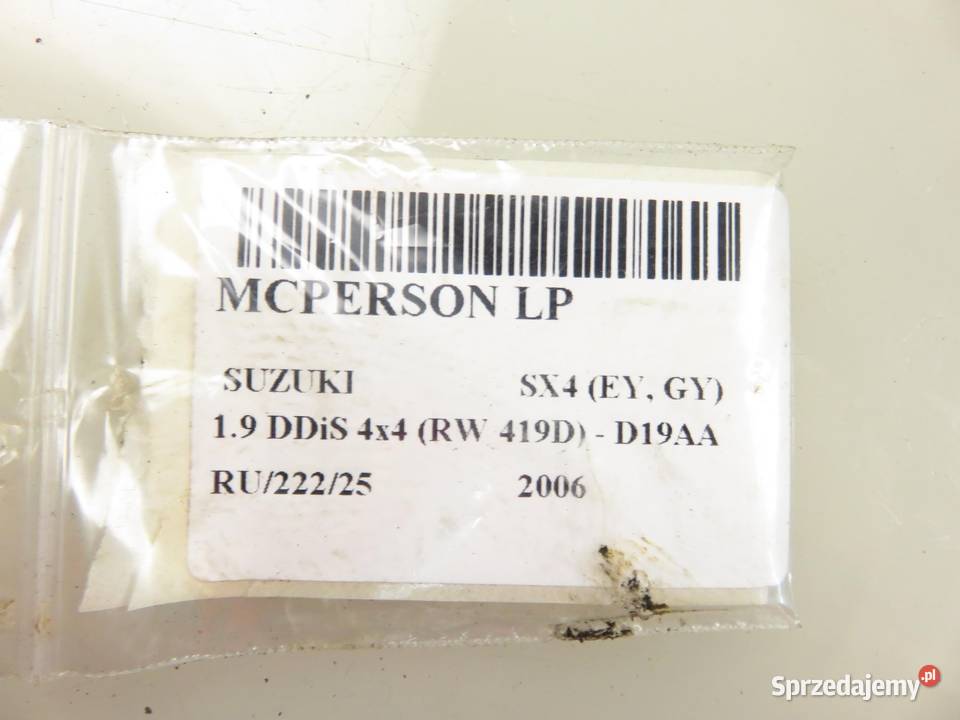 MCPERSON LP
SUZUKI SX4 (EY, GY)
1.9 DDiS 4x4 (RW 419D) - D19AA
RU/222/25 2006
Sprzedajemy.pl